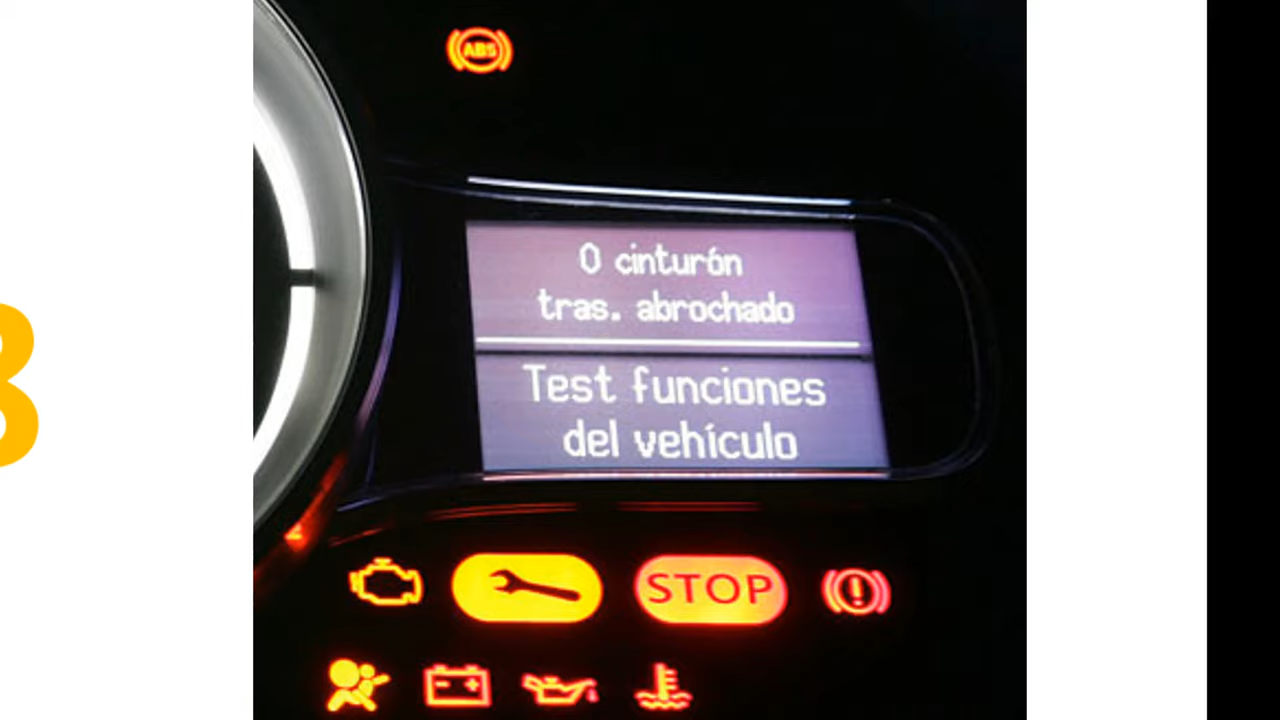 ABS
0 cinturón
tras. abrochado
Test funciones
del vehículo
STOP